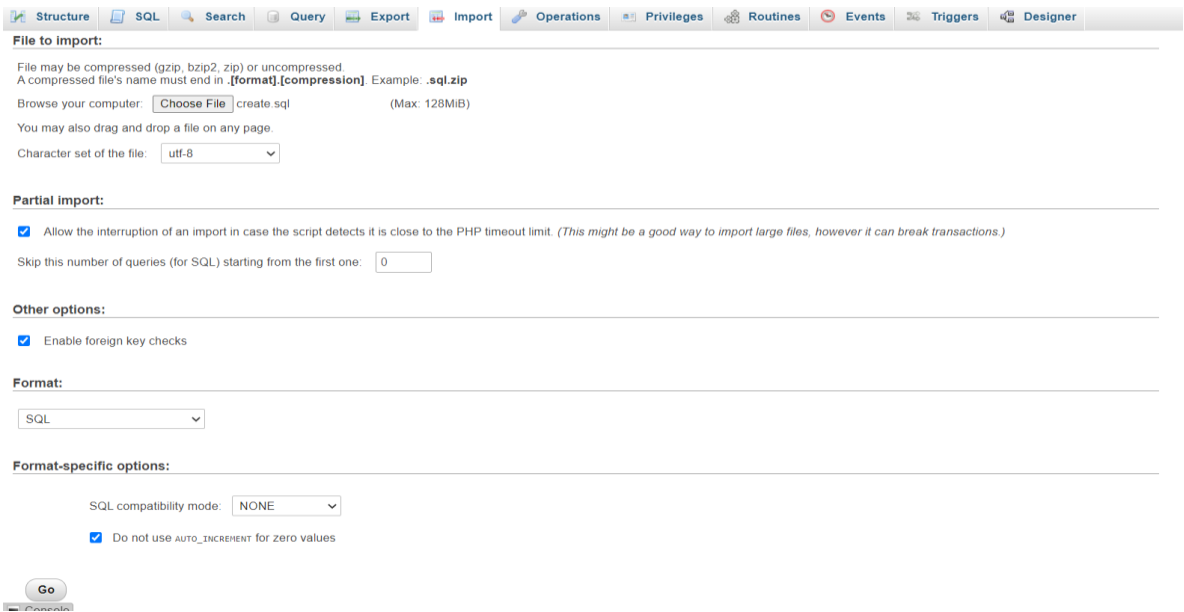 Structure SQL Search Query Export Import Operations Privileges Routines Events Triggers Designer
File to import:
File may be compressed (gzip, bzip2, zip) or uncompressed.
A compressed file's name must end in .[format].[compression]. Example: .sql.zip
Browse your computer: Choose File create.sql (Max: 128MiB)
You may also drag and drop a file on any page.
Character set of the file: utf-8
Partial import:
Allow the interruption of an import in case the script detects it is close to the PHP timeout limit. (This might be a good way to import large files, however it can break transactions.)
Skip this number of queries (for SQL) starting from the first one: 0
Other options:
Enable foreign key checks
Format:
SQL
Format-specific options:
SQL compatibility mode: NONE
Do not use AUTO_INCREMENT for zero values
Go
Console